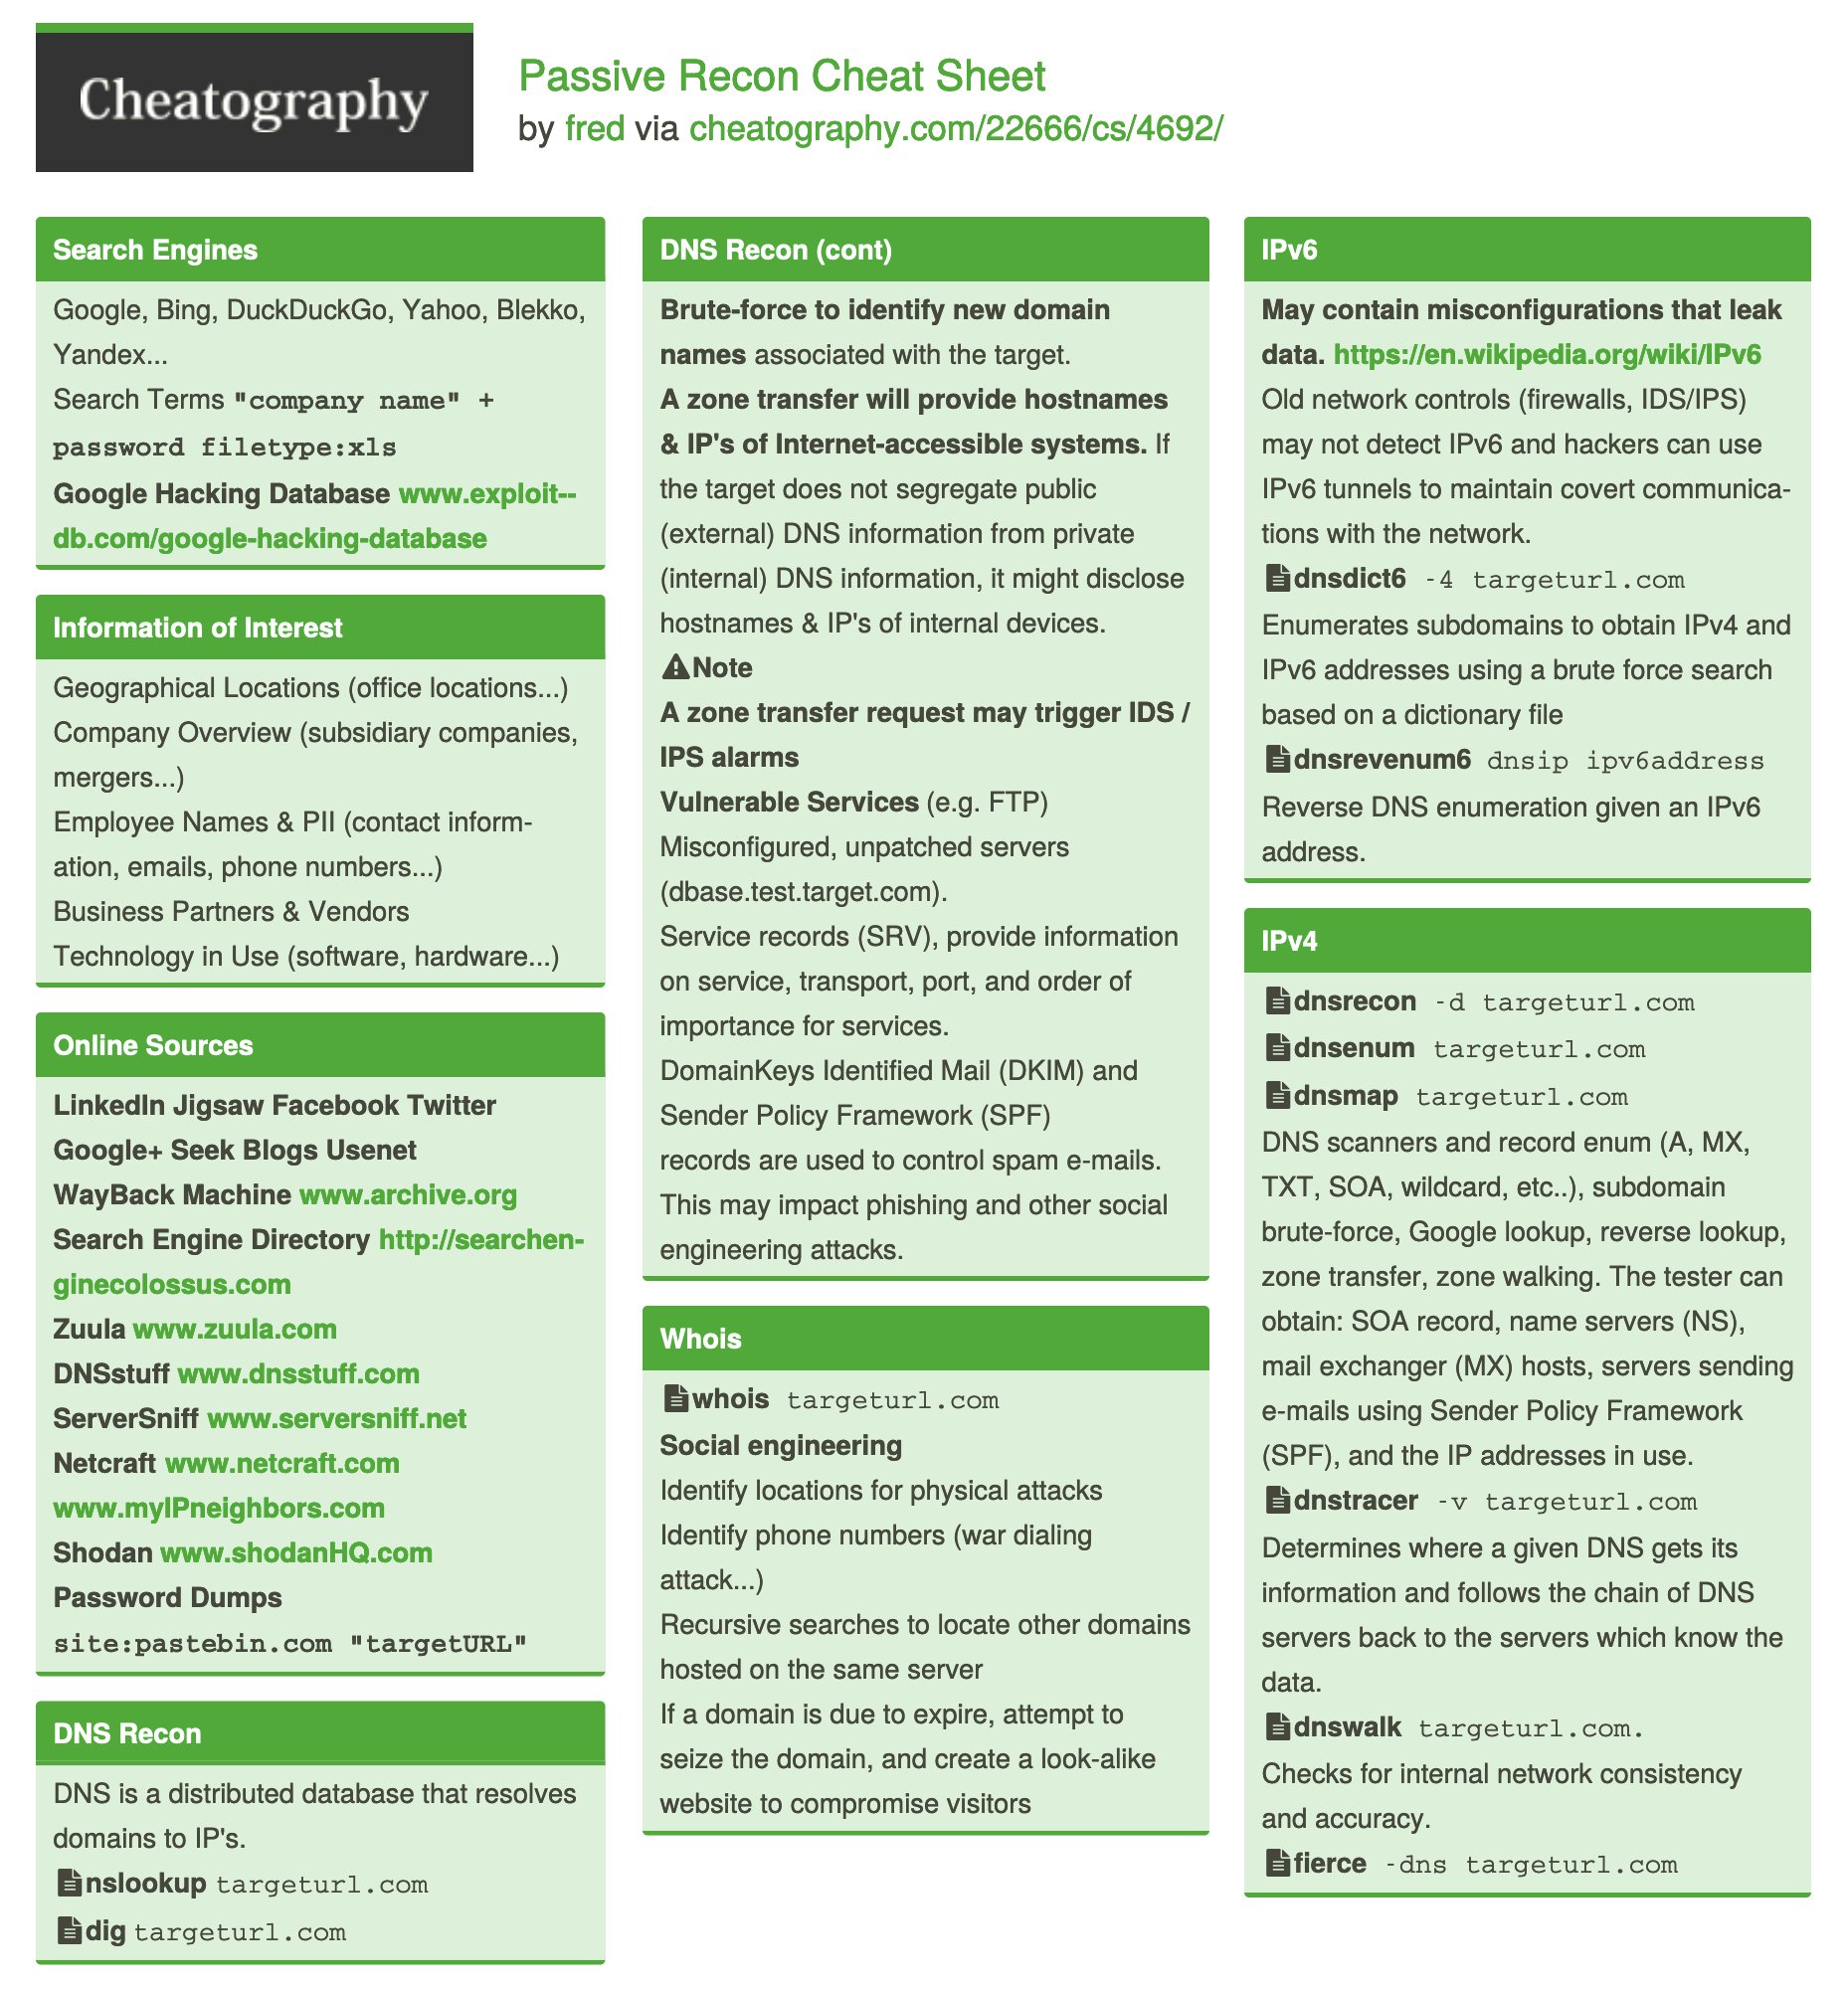 Cheatography
Passive Recon Cheat Sheet
by fred via cheatography.com/22666/cs/4692/
Search Engines
Google, Bing, DuckDuckGo, Yahoo, Blekko,
Yandex...
Search Terms "company name" +
password filetype:xls
Google Hacking Database www.exploit--
db.com/google-hacking-database
Information of Interest
Geographical Locations (office locations...)
Company Overview (subsidiary companies,
mergers...)
Employee Names & PII (contact inform-
ation, emails, phone numbers...)
Business Partners & Vendors
Technology in Use (software, hardware...)
Online Sources
LinkedIn Jigsaw Facebook Twitter
Google+ Seek Blogs Usenet
WayBack Machine www.archive.org
Search Engine Directory http://searchen-
ginecolossus.com
Zuula www.zuula.com
DNSstuff www.dnsstuff.com
ServerSniff www.serversniff.net
Netcraft www.netcraft.com
www.myIPneighbors.com
Shodan www.shodanHQ.com
Password Dumps
site:pastebin.com "targetURL"
DNS Recon
DNS is a distributed database that resolves
domains to IP's.
nslookup targeturl.com
dig targeturl.com
DNS Recon (cont)
Brute-force to identify new domain
names associated with the target.
A zone transfer will provide hostnames
& IP's of Internet-accessible systems. If
the target does not segregate public
(external) DNS information from private
(internal) DNS information, it might disclose
hostnames & IP's of internal devices.
Note
A zone transfer request may trigger IDS /
IPS alarms
Vulnerable Services (e.g. FTP)
Misconfigured, unpatched servers
(dbase.test.target.com).
Service records (SRV), provide information
on service, transport, port, and order of
importance for services.
DomainKeys Identified Mail (DKIM) and
Sender Policy Framework (SPF)
records are used to control spam e-mails.
This may impact phishing and other social
engineering attacks.
Whois
whois targeturl.com
Social engineering
Identify locations for physical attacks
Identify phone numbers (war dialing
attack...)
Recursive searches to locate other domains
hosted on the same server
If a domain is due to expire, attempt to
seize the domain, and create a look-alike
website to compromise visitors
IPv6
May contain misconfigurations that leak
data. https://en.wikipedia.org/wiki/IPv6
Old network controls (firewalls, IDS/IPS)
may not detect IPv6 and hackers can use
IPv6 tunnels to maintain covert communica-
tions with the network.
dnsdict6 -4 targeturl.com
Enumerates subdomains to obtain IPv4 and
IPv6 addresses using a brute force search
based on a dictionary file
dnsrevenum6 dnsip ipv6address
Reverse DNS enumeration given an IPv6
address.
IPv4
dnsrecon -d targeturl.com
dnsenum targeturl.com
dnsmap targeturl.com
DNS scanners and record enum (A, MX,
TXT, SOA, wildcard, etc..), subdomain
brute-force, Google lookup, reverse lookup,
zone transfer, zone walking. The tester can
obtain: SOA record, name servers (NS),
mail exchanger (MX) hosts, servers sending
e-mails using Sender Policy Framework
(SPF), and the IP addresses in use.
dnstracer -v targeturl.com
Determines where a given DNS gets its
information and follows the chain of DNS
servers back to the servers which know the
data.
dnswalk targeturl.com.
Checks for internal network consistency
and accuracy.
fierce -dns targeturl.com